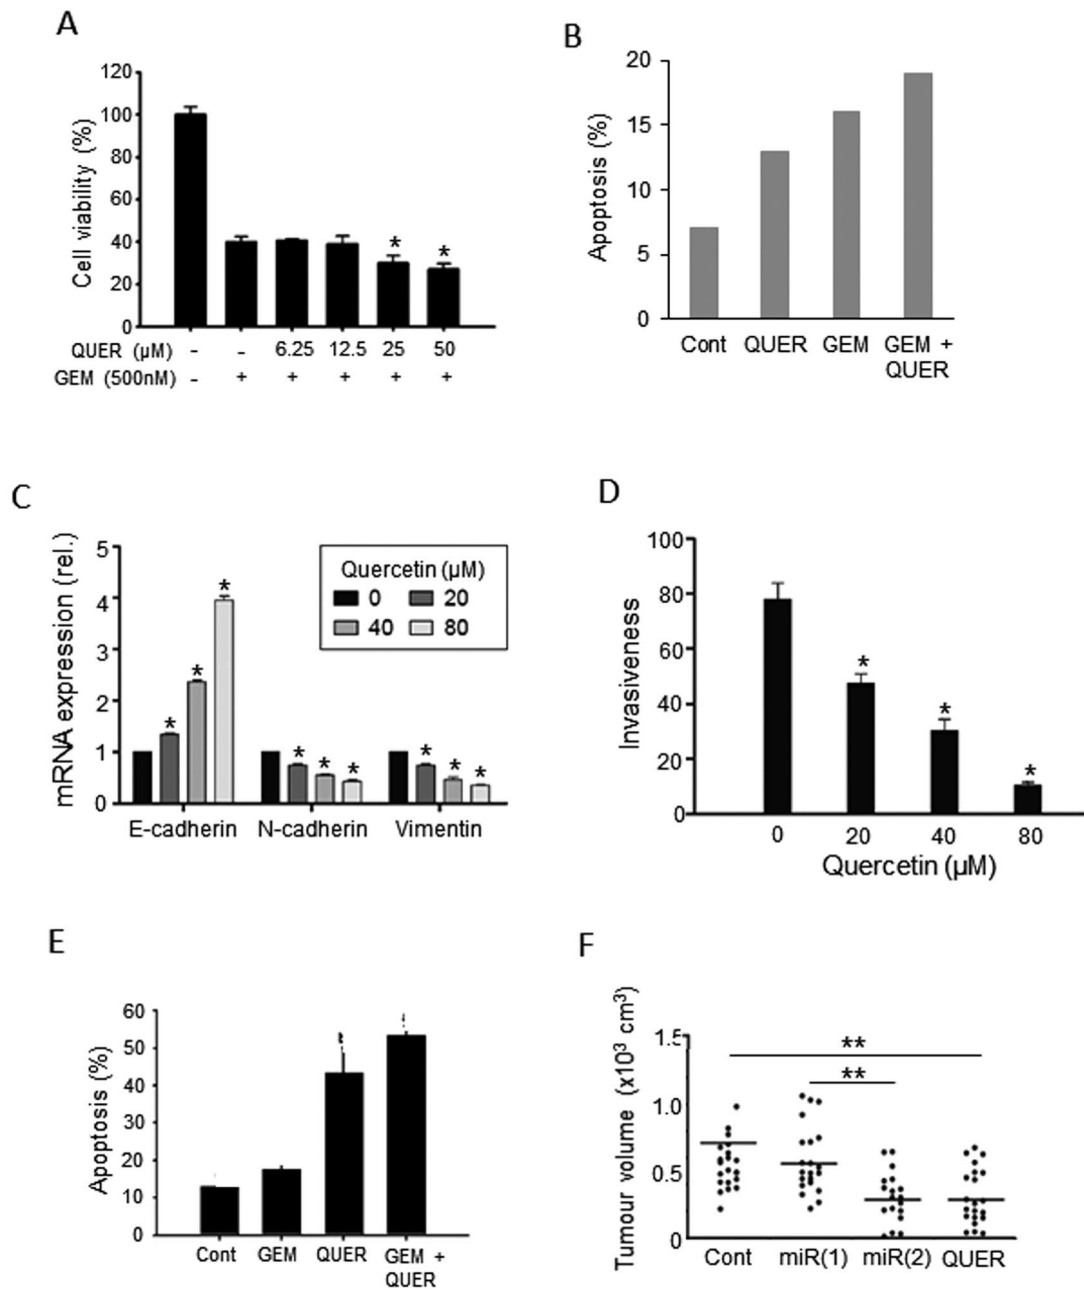 A
Cell viability (%)
120
100
80
60
40
20
0
QUER (µM) - - 6.25 12.5 25 50
GEM (500nM) - + + + + +
* *
B
Apoptosis (%)
20
15
10
5
0
Cont QUER GEM GEM +
QUER
C
mRNA expression (rel.)
5
4
3
2
1
0
Quercetin (µM)
0 20
40 80
* * *
* * *
* * *
E-cadherin N-cadherin Vimentin
D
Invasiveness
100
80
60
40
20
0
* * *
0 20 40 80
Quercetin (µM)
E
Apoptosis (%)
60
50
40
30
20
10
0
Cont GEM QUER GEM +
QUER
F
Tumour volume (x10³ cm³)
1.5
1.0
0.5
0
**
**
Cont miR(1) miR(2) QUER